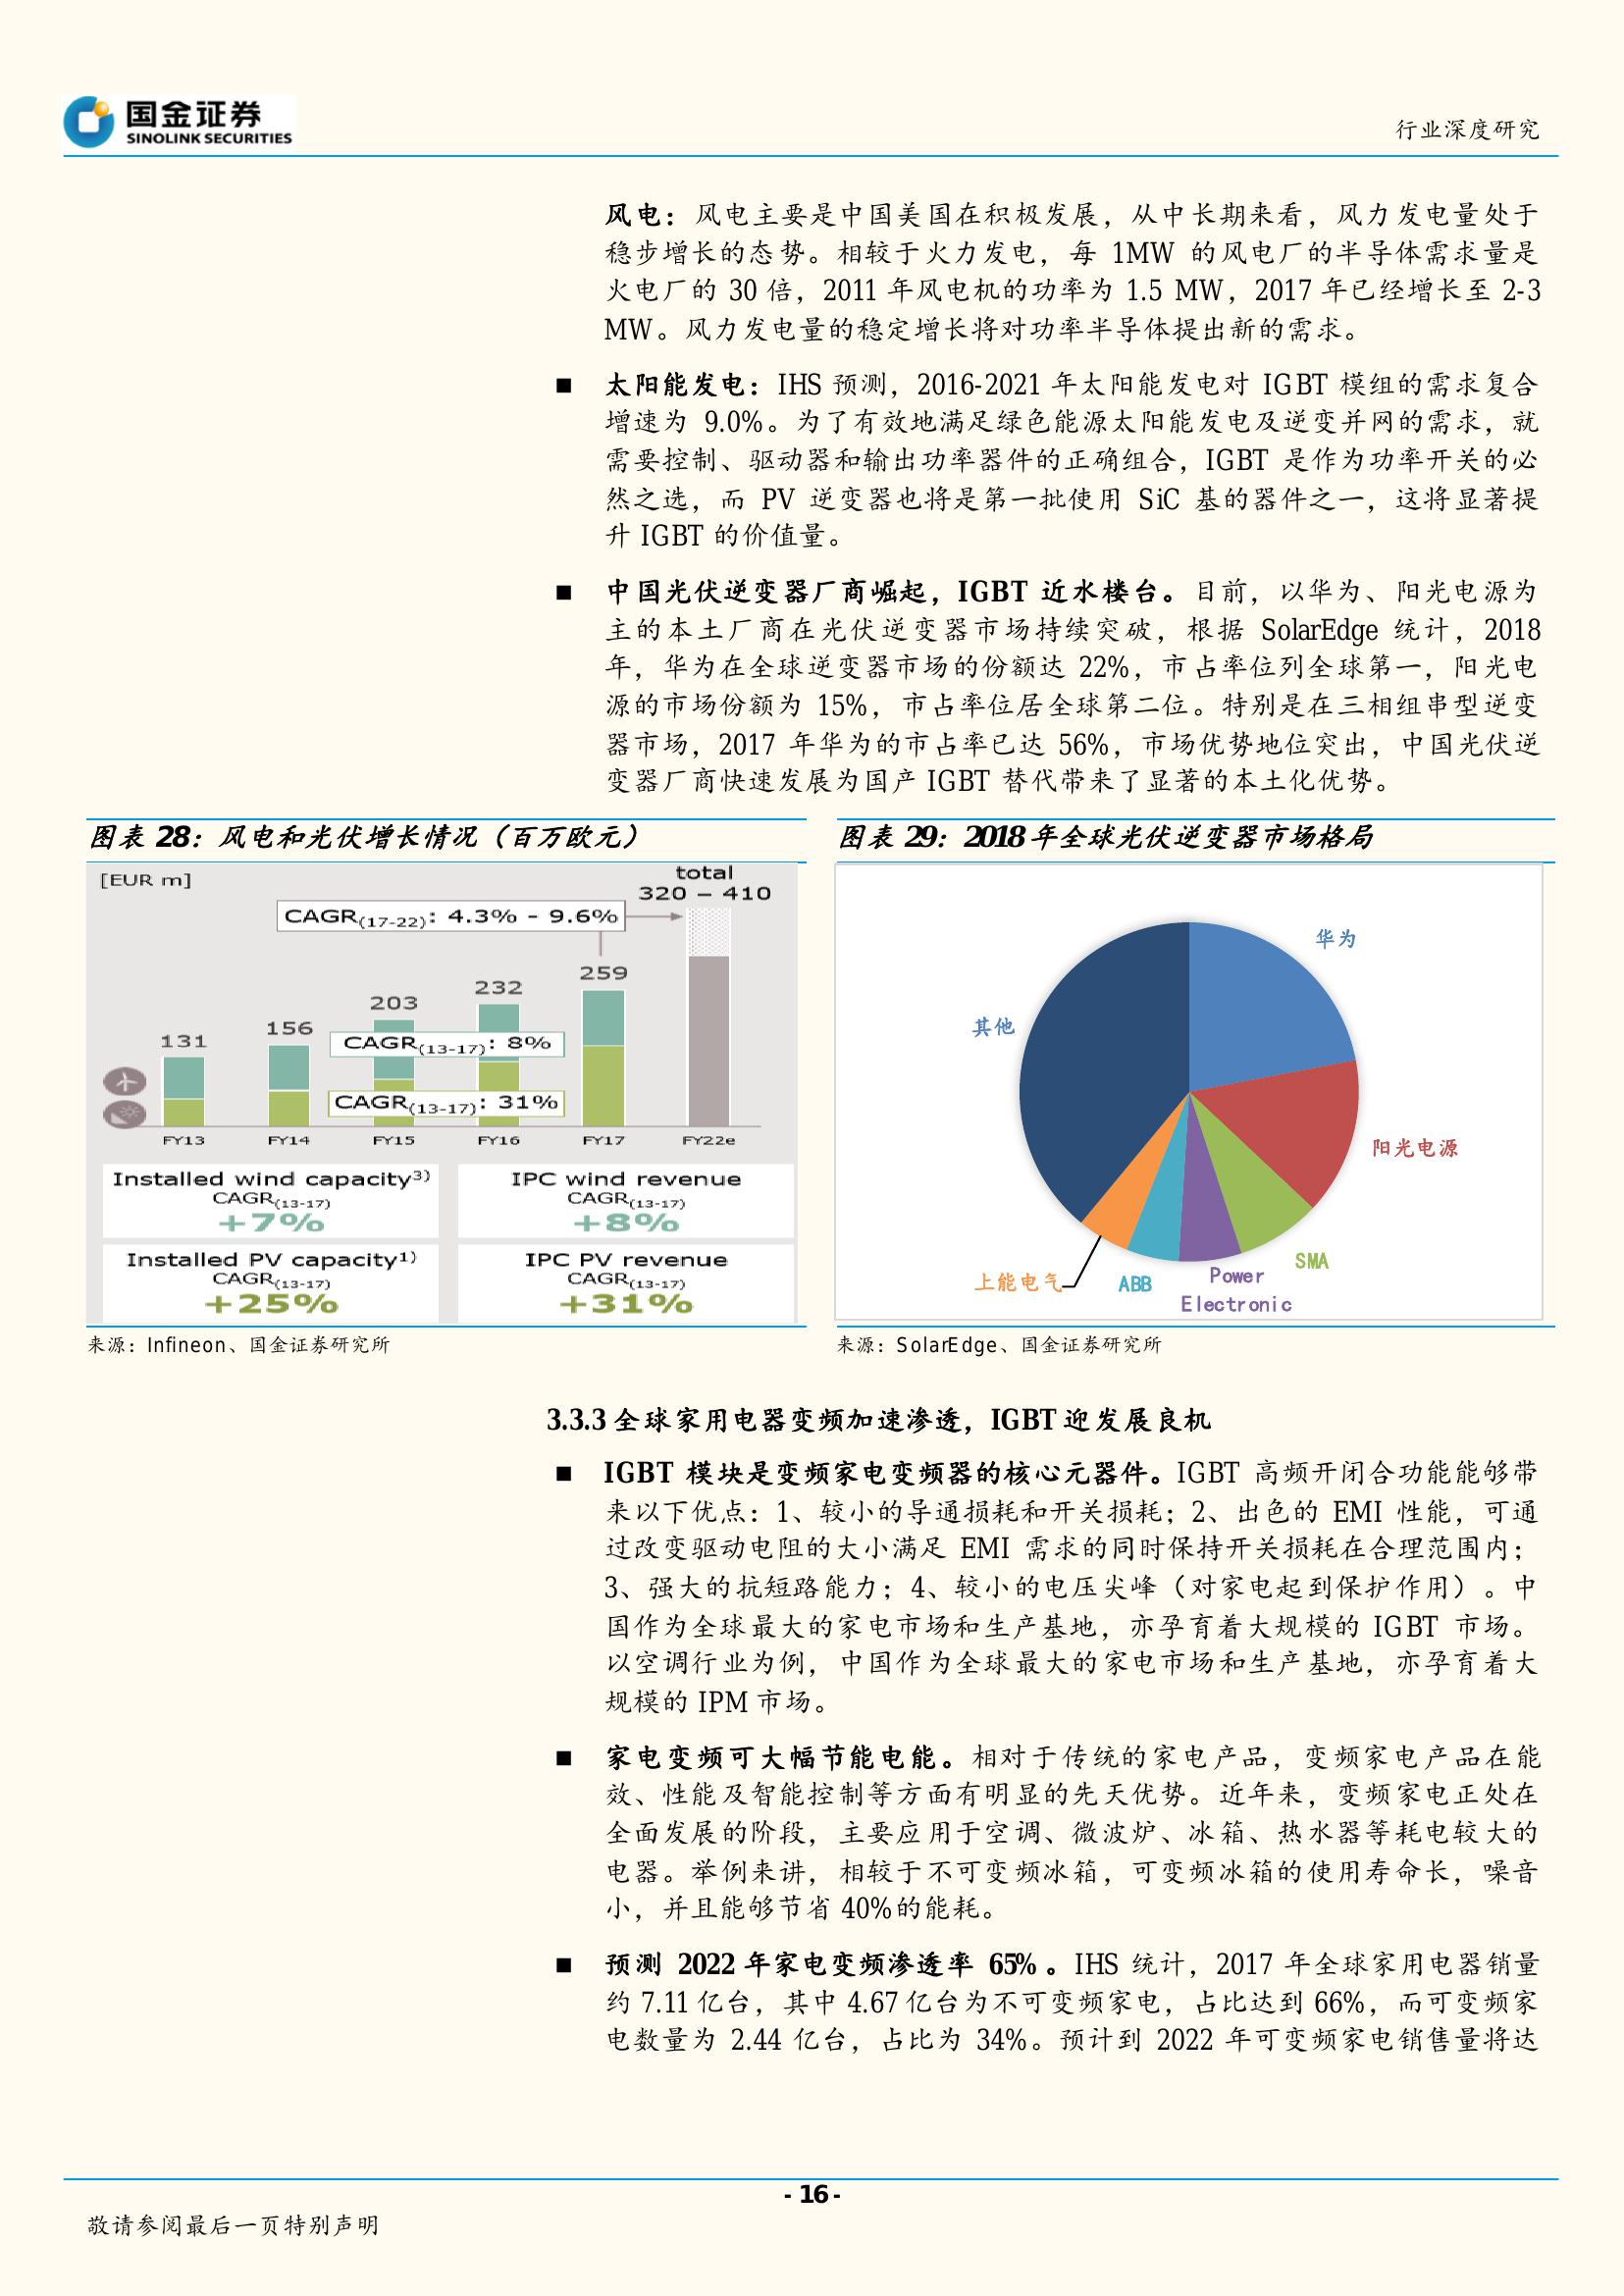 国金证券
SINOLINK SECURITIES
行业深度研究
风电：风电主要是中国美国在积极发展，从中长期来看，风力发电量处于
稳步增长的态势。相较于火力发电，每 1MW 的风电厂的半导体需求量是
火电厂的 30 倍，2011 年风电机的功率为 1.5 MW，2017 年已经增长至 2-3
MW。风力发电量的稳定增长将对功率半导体提出新的需求。
■ 太阳能发电：IHS 预测，2016-2021 年太阳能发电对 IGBT 模组的需求复合
增速为 9.0%。为了有效地满足绿色能源太阳能发电及逆变并网的需求，就
需要控制、驱动器和输出功率器件的正确组合，IGBT 是作为功率开关的必
然之选，而 PV 逆变器也将是第一批使用 SiC 基的器件之一，这将显著提
升 IGBT 的价值量。
■ 中国光伏逆变器厂商崛起，IGBT 近水楼台。目前，以华为、阳光电源为
主的本土厂商在光伏逆变器市场持续突破，根据 SolarEdge 统计，2018
年，华为在全球逆变器市场的份额达 22%，市占率位列全球第一，阳光电
源的市场份额为 15%，市占率位居全球第二位。特别是在三相组串型逆变
器市场，2017 年华为的市占率已达 56%，市场优势地位突出，中国光伏逆
变器厂商快速发展为国产 IGBT 替代带来了显著的本土化优势。
图表 28：风电和光伏增长情况（百万欧元）
[EUR m]
total
320 – 410
CAGR(17-22): 4.3% - 9.6%
259
232
203
156
131
CAGR(13-17): 8%
CAGR(13-17): 31%
FY13 FY14 FY15 FY16 FY17 FY22e
Installed wind capacity3)
CAGR(13-17)
+7%
IPC wind revenue
CAGR(13-17)
+8%
Installed PV capacity1)
CAGR(13-17)
+25%
IPC PV revenue
CAGR(13-17)
+31%
来源：Infineon、国金证券研究所
图表 29：2018 年全球光伏逆变器市场格局
华为
其他
阳光电源
SMA
Power
Electronic
ABB
上能电气
来源：SolarEdge、国金证券研究所
3.3.3 全球家用电器变频加速渗透，IGBT 迎发展良机
■ IGBT 模块是变频家电变频器的核心元器件。IGBT 高频开闭合功能能够带
来以下优点：1、较小的导通损耗和开关损耗；2、出色的 EMI 性能，可通
过改变驱动电阻的大小满足 EMI 需求的同时保持开关损耗在合理范围内；
3、强大的抗短路能力；4、较小的电压尖峰（对家电起到保护作用）。中
国作为全球最大的家电市场和生产基地，亦孕育着大规模的 IGBT 市场。
以空调行业为例，中国作为全球最大的家电市场和生产基地，亦孕育着大
规模的 IPM 市场。
■ 家电变频可大幅节能电能。相对于传统的家电产品，变频家电产品在能
效、性能及智能控制等方面有明显的先天优势。近年来，变频家电正处在
全面发展的阶段，主要应用于空调、微波炉、冰箱、热水器等耗电较大的
电器。举例来讲，相较于不可变频冰箱，可变频冰箱的使用寿命长，噪音
小，并且能够节省 40%的能耗。
■ 预测 2022 年家电变频渗透率 65%。IHS 统计，2017 年全球家用电器销量
约 7.11 亿台，其中 4.67 亿台为不可变频家电，占比达到 66%，而可变频家
电数量为 2.44 亿台，占比为 34%。预计到 2022 年可变频家电销售量将达
- 16 -
敬请参阅最后一页特别声明